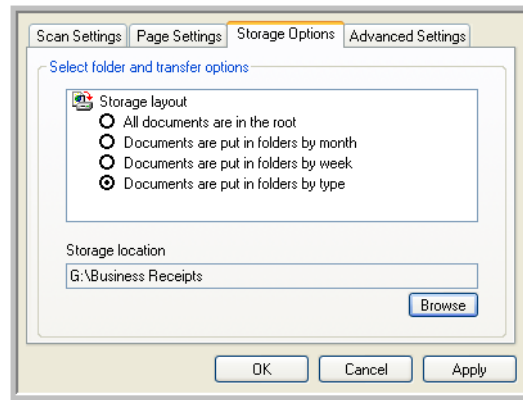 Scan Settings Page Settings Storage Options Advanced Settings
Select folder and transfer options
Storage layout
All documents are in the root
Documents are put in folders by month
Documents are put in folders by week
Documents are put in folders by type
Storage location
G:\Business Receipts
Browse
OK Cancel Apply